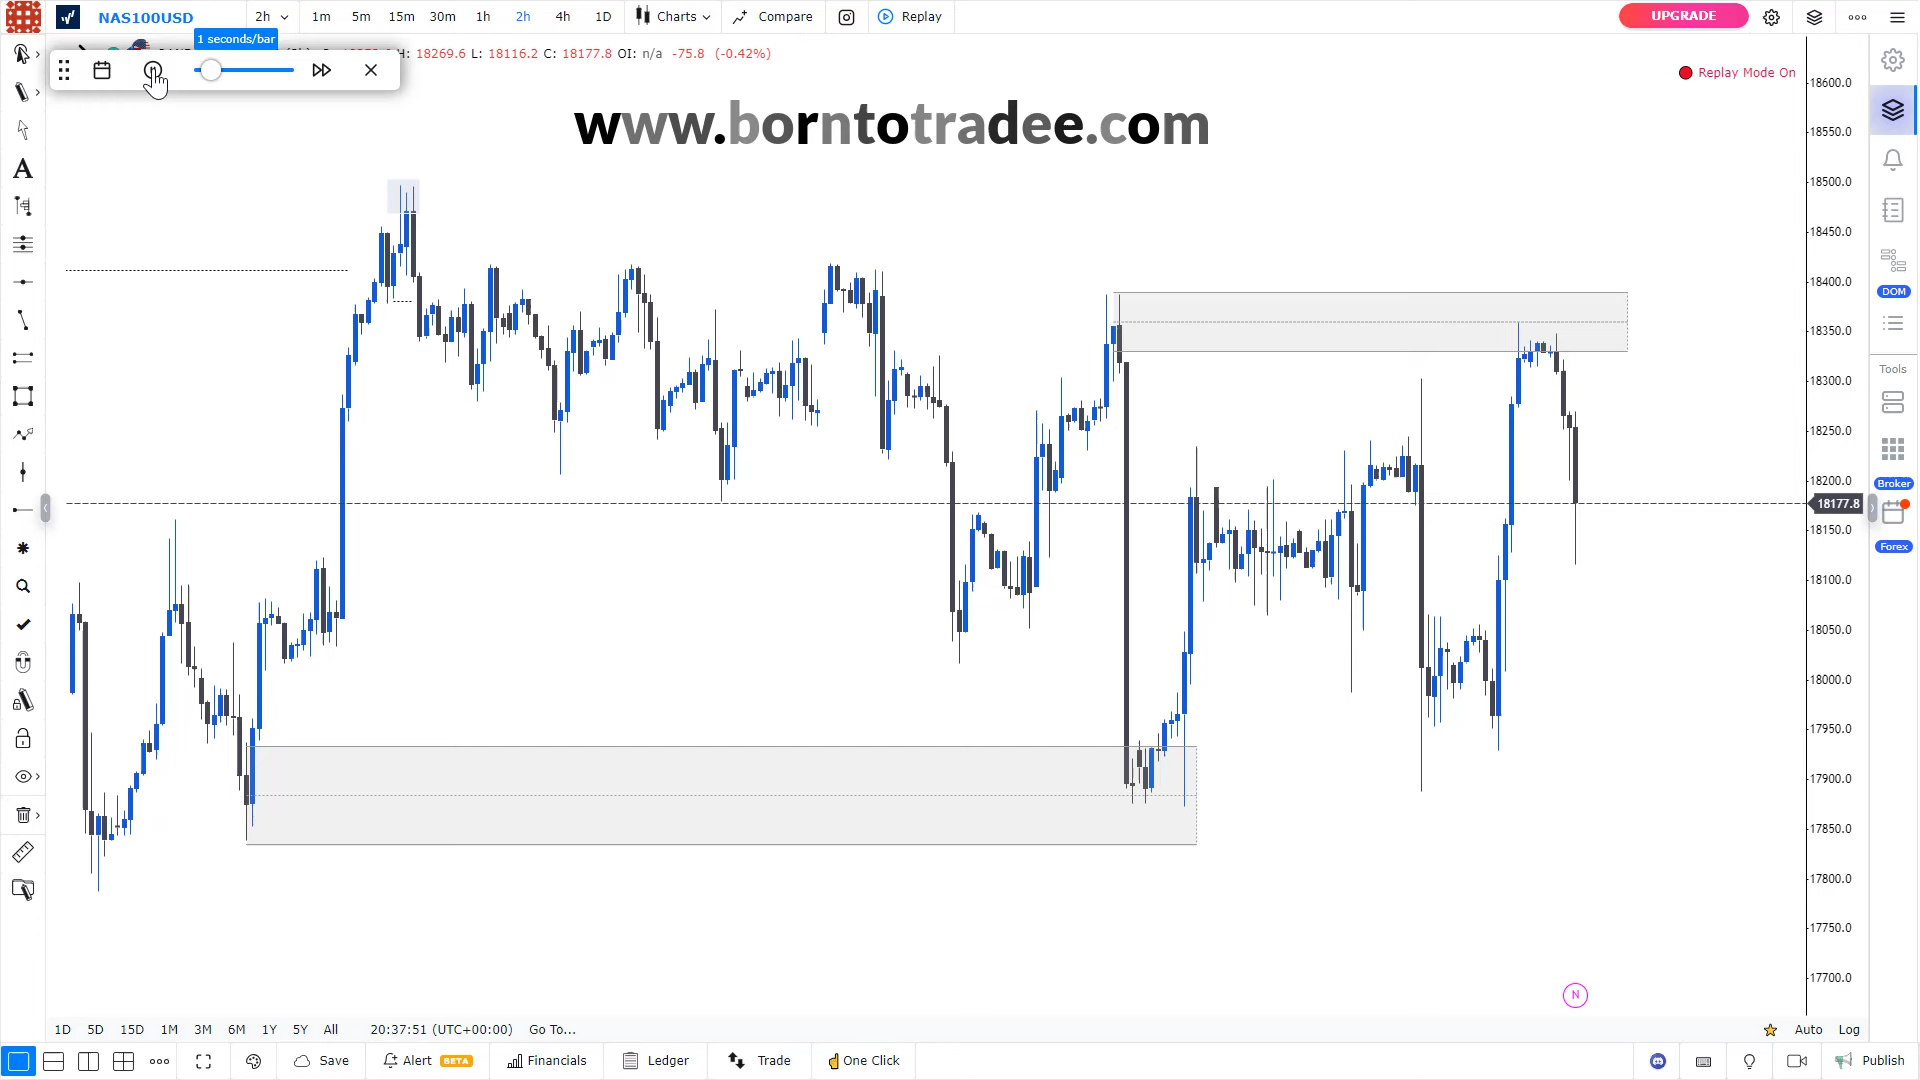 NAS100USD
2h
1m
5m
15m
30m
1h
2h
4h
1D
Charts
Compare
Replay
UPGRADE
1 seconds/bar
H: 18269.6 L: 18116.2 C: 18177.8 OI: n/a -75.8 (-0.42%)
Replay Mode On
www.borntotradee.com
18600.0
18550.0
18500.0
18450.0
18400.0
18350.0
18300.0
18250.0
18200.0
18177.8
18150.0
18100.0
18050.0
18000.0
17950.0
17900.0
17850.0
17800.0
17750.0
17700.0
A
DOM
Tools
Broker
Forex
N
1D
5D
15D
1M
3M
6M
1Y
5Y
All
20:37:51 (UTC+00:00)
Go To...
Auto
Log
Save
Alert BETA
Financials
Ledger
Trade
One Click
Publish